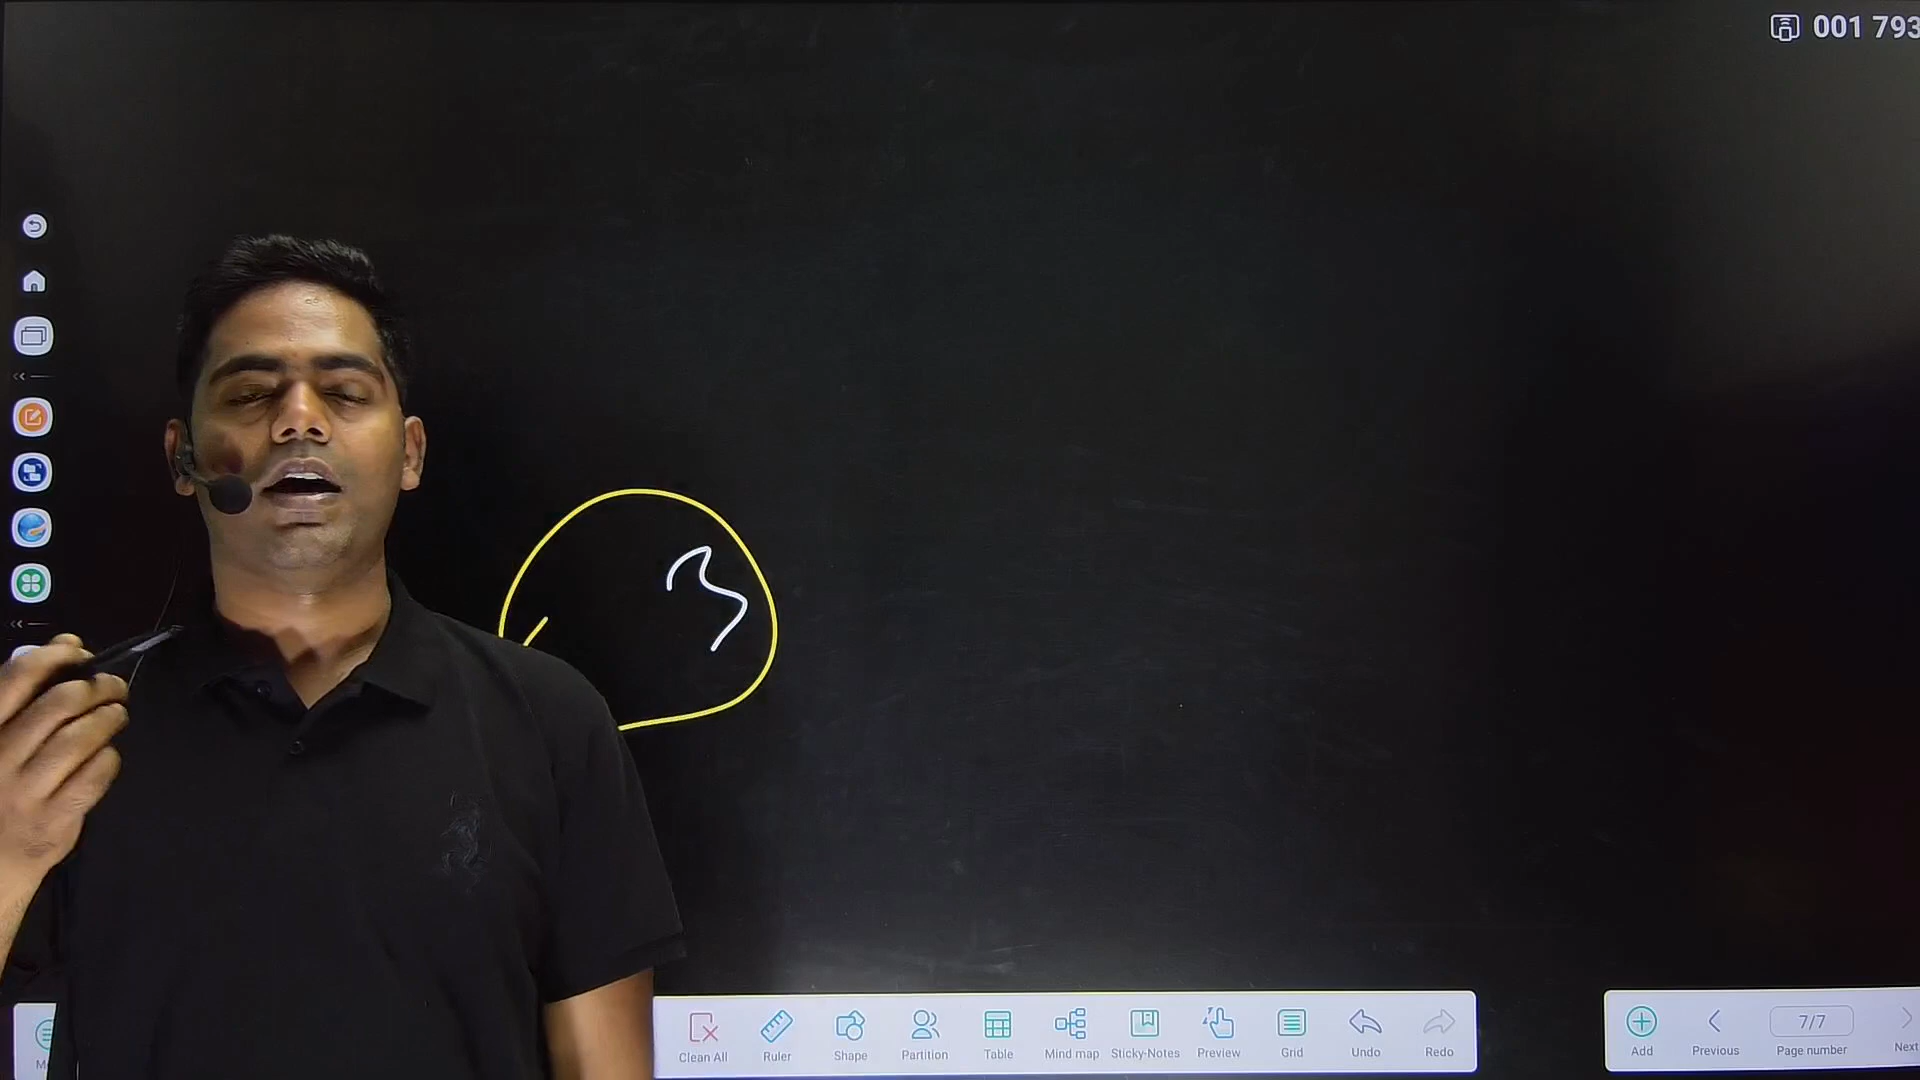 001 793
3
Clean All Ruler Shape Partition Table Mind map Sticky-Notes Preview Grid Undo Redo
Add Previous 7/7 Page number Next